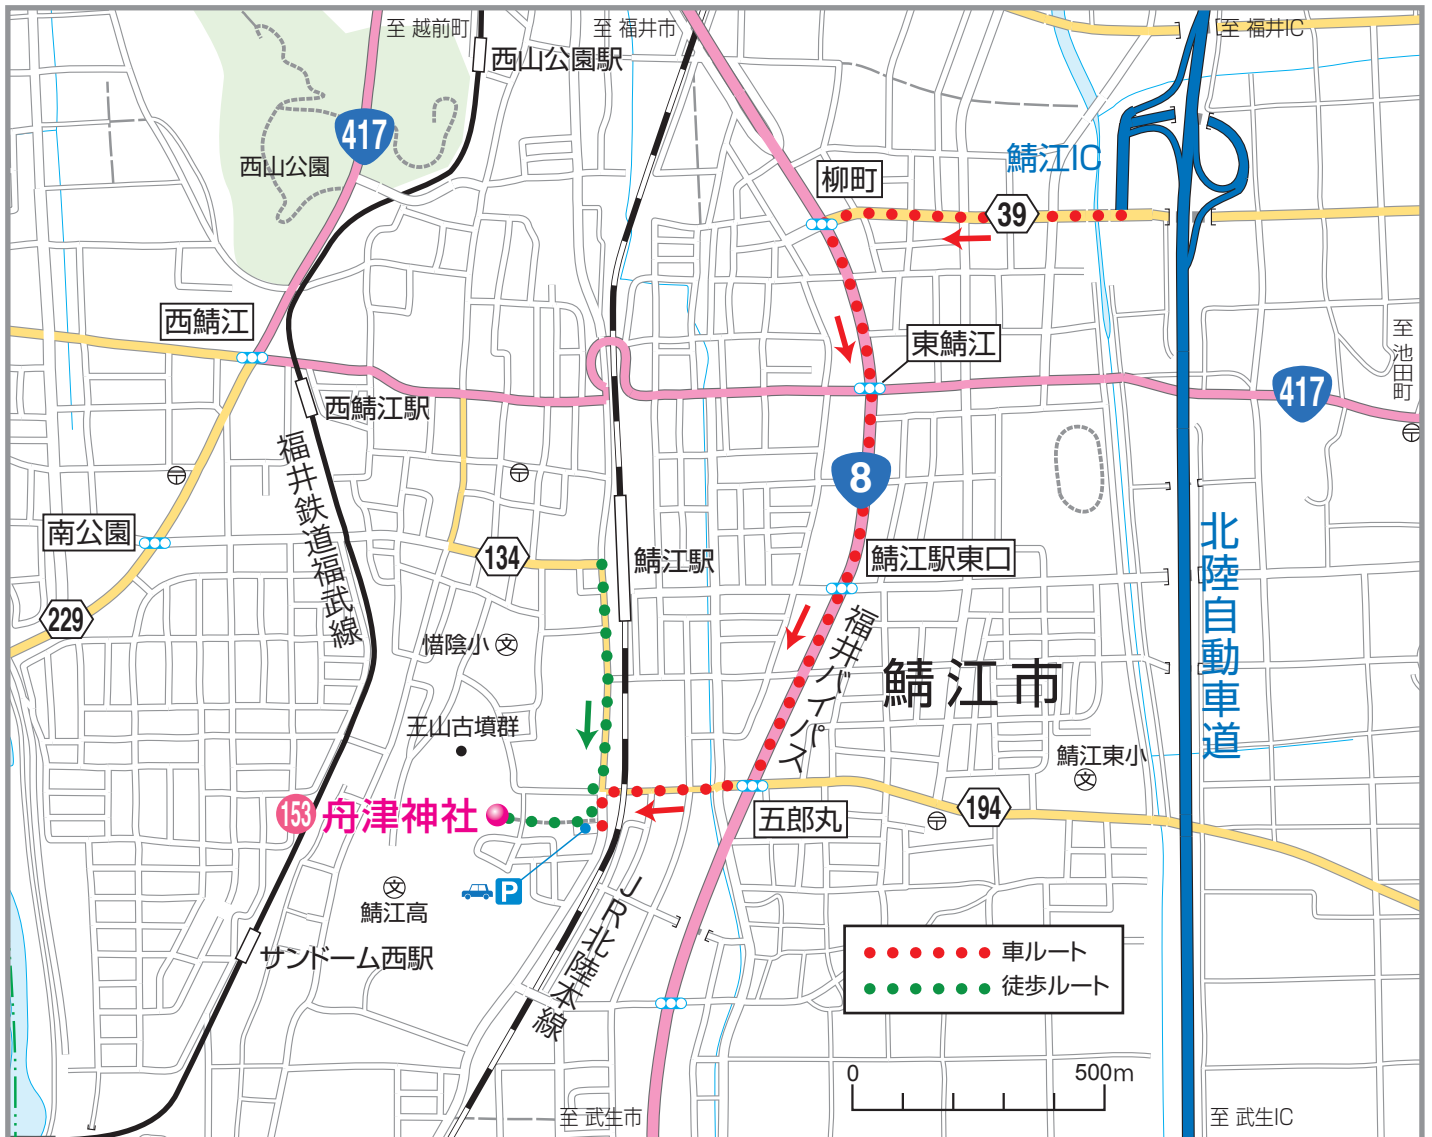 至 越前町
至 福井市
至 福井IC
西山公園駅
417
西山公園
鯖江IC
柳町
39
西鯖江
東鯖江
至 池田町
417
西鯖江駅
福井鉄道福武線
8
南公園
134
鯖江駅
鯖江駅東口
北陸自動車道
229
惜陰小
文
福井バイパス
鯖江市
王山古墳群
鯖江東小
文
153
舟津神社
五郎丸
194
P
文
鯖江高
JR北陸本線
サンドーム西駅
車ルート
徒歩ルート
0
500m
至 武生市
至 武生IC